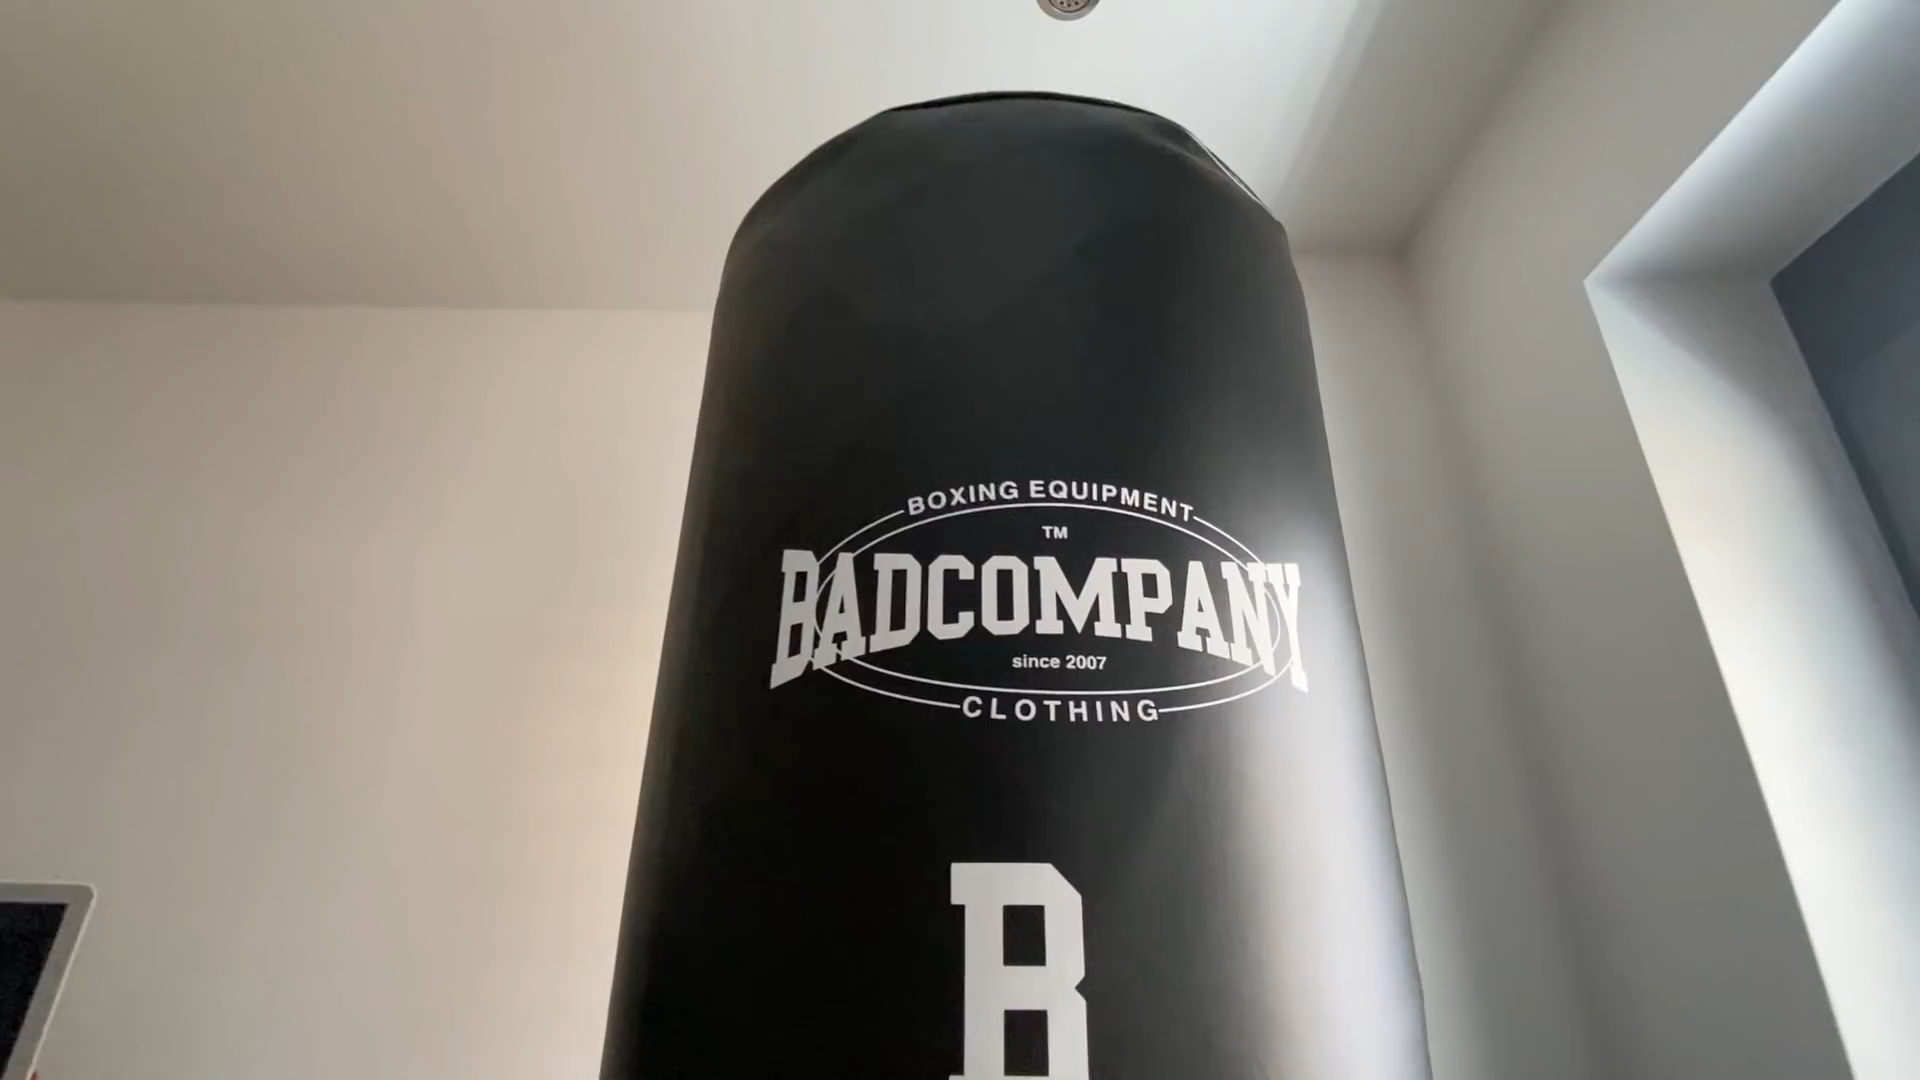 BOXING EQUIPMENT
TM
BADCOMPANY
since 2007
CLOTHING
B